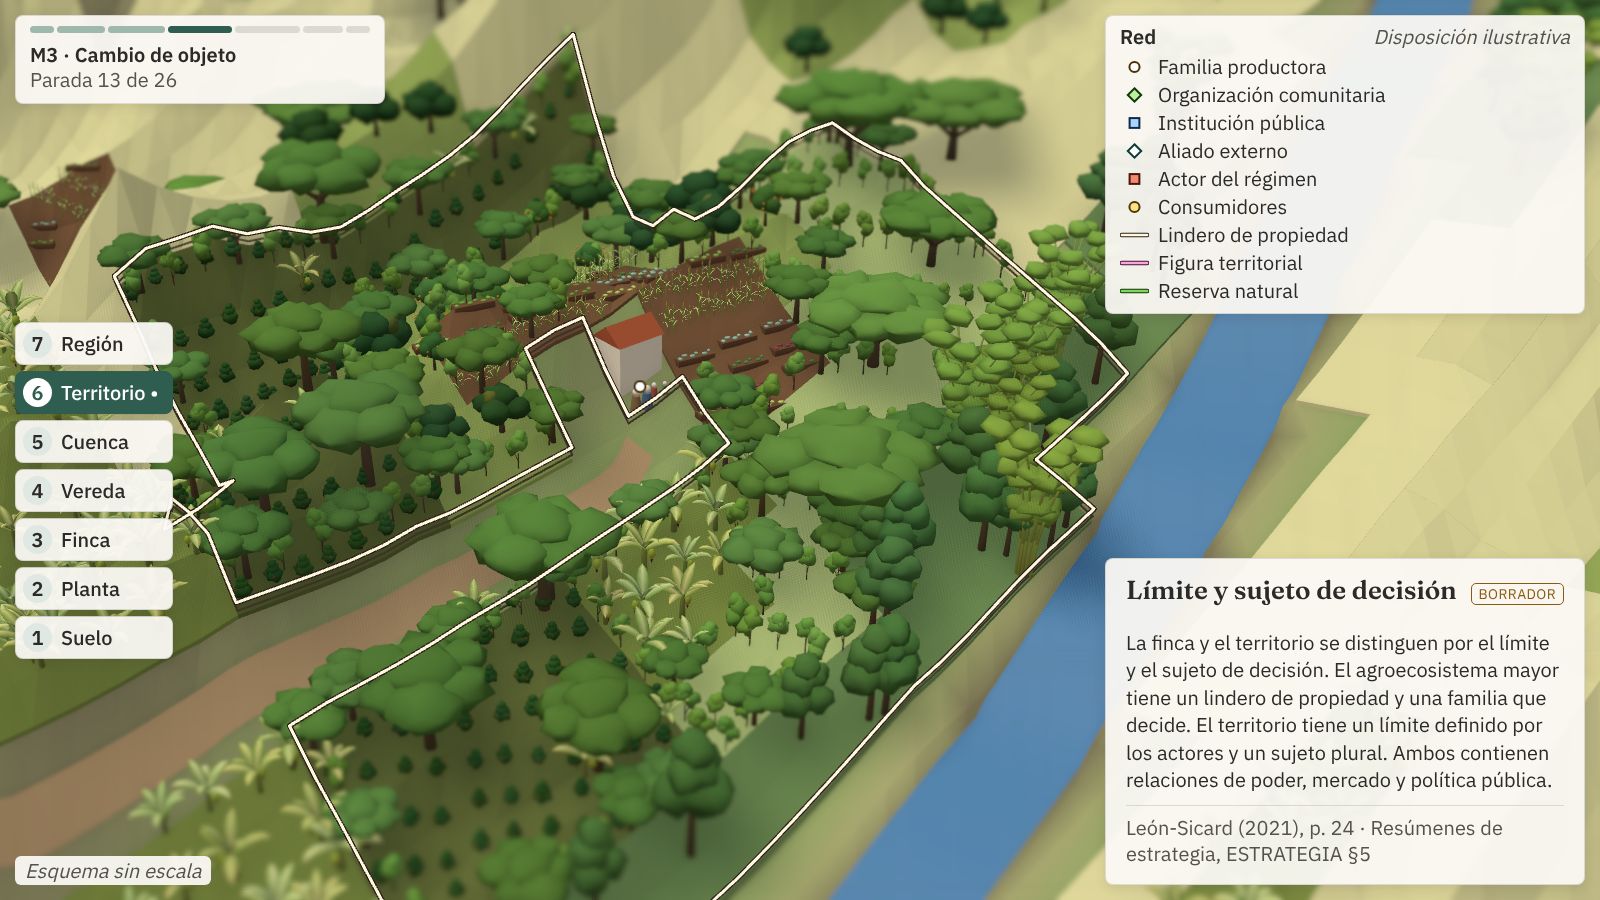 M3 · Cambio de objeto
Parada 13 de 26
Red
Disposición ilustrativa
Familia productora
Organización comunitaria
Institución pública
Aliado externo
Actor del régimen
Consumidores
Lindero de propiedad
Figura territorial
Reserva natural
7 Región
6 Territorio •
5 Cuenca
4 Vereda
3 Finca
2 Planta
1 Suelo
Límite y sujeto de decisión
BORRADOR
La finca y el territorio se distinguen por el límite
y el sujeto de decisión. El agroecosistema mayor
tiene un lindero de propiedad y una familia que
decide. El territorio tiene un límite definido por
los actores y un sujeto plural. Ambos contienen
relaciones de poder, mercado y política pública.
León-Sicard (2021), p. 24 · Resúmenes de
estrategia, ESTRATEGIA §5
Esquema sin escala